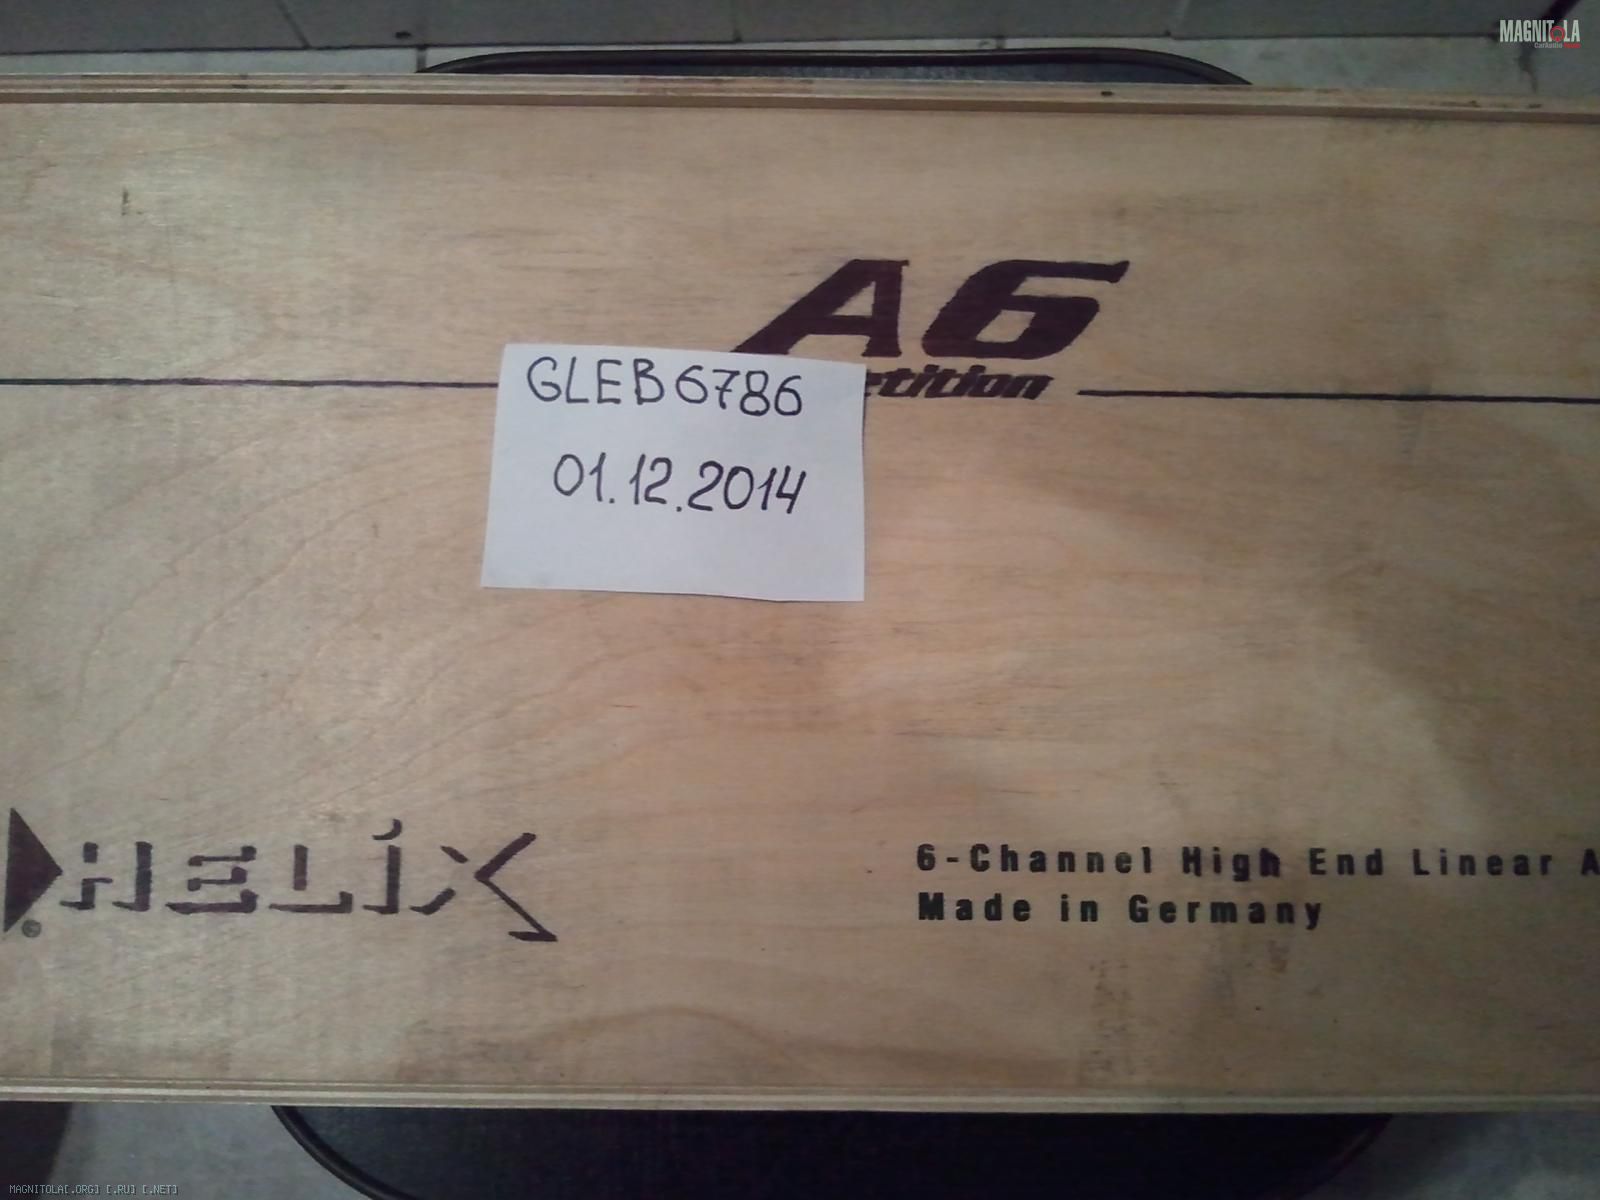 MAGNITOLA
A6
GLEB6786
01.12.2014
HELIX
®
6-Channel High End Linear
Made in Germany
MAGNITOLA[.ORG] [.RU] [.NET]